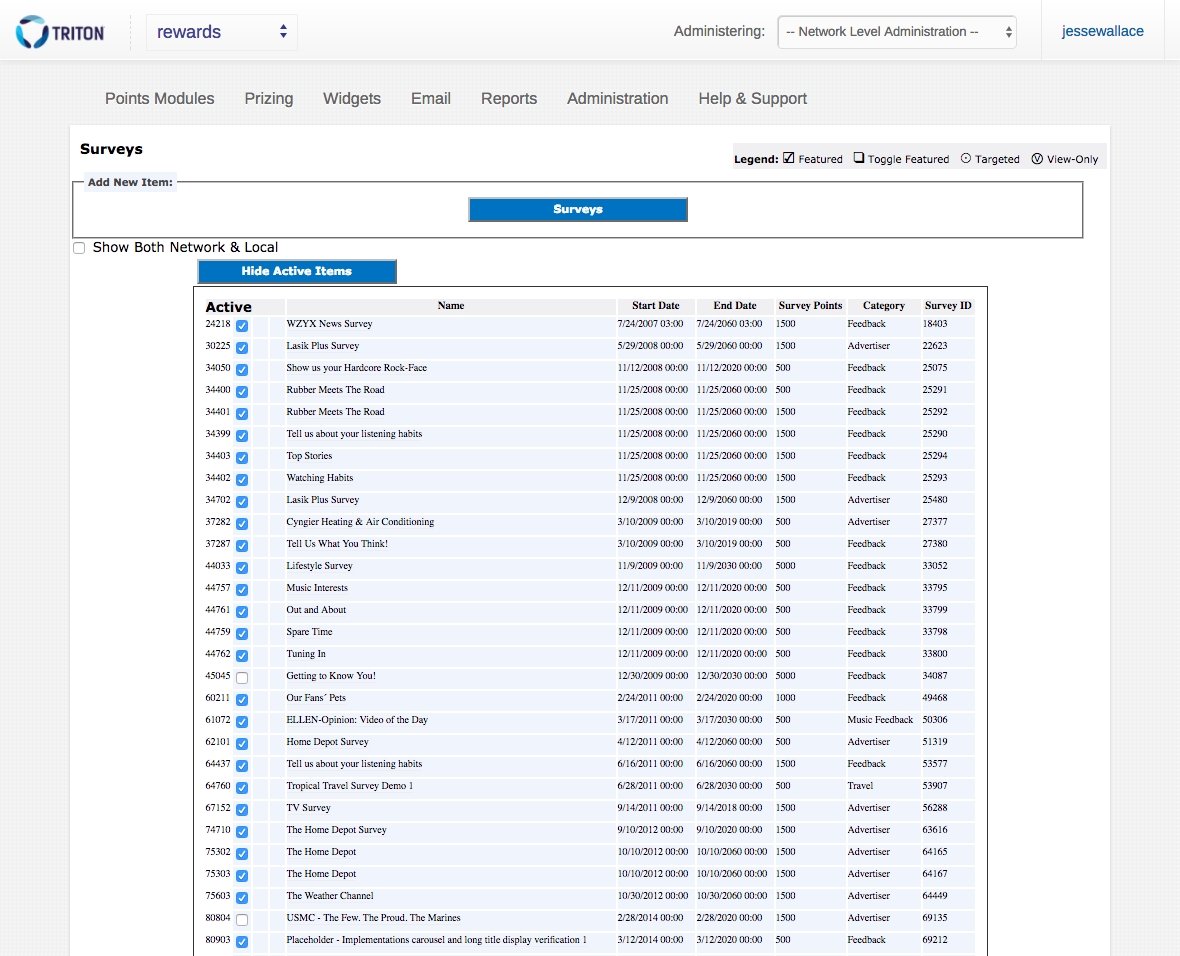 TRITON rewards Administering: -- Network Level Administration -- jessewallace
Points Modules Prizing Widgets Email Reports Administration Help & Support
Surveys
Legend: Featured Toggle Featured Targeted V View-Only
Add New Item:
Surveys
Show Both Network & Local
Hide Active Items
Active Name Start Date End Date Survey Points Category Survey ID
24218 WZYX News Survey 7/24/2007 03:00 7/24/2060 03:00 1500 Feedback 18403
30225 Lasik Plus Survey 5/29/2008 00:00 5/29/2060 00:00 1500 Advertiser 22623
34050 Show us your Hardcore Rock-Face 11/12/2008 00:00 11/12/2020 00:00 500 Feedback 25075
34400 Rubber Meets The Road 11/25/2008 00:00 11/25/2060 00:00 500 Feedback 25291
34401 Rubber Meets The Road 11/25/2008 00:00 11/25/2060 00:00 1500 Feedback 25292
34399 Tell us about your listening habits 11/25/2008 00:00 11/25/2060 00:00 1500 Feedback 25290
34403 Top Stories 11/25/2008 00:00 11/25/2060 00:00 1500 Feedback 25294
34402 Watching Habits 11/25/2008 00:00 11/25/2060 00:00 1500 Feedback 25293
34702 Lasik Plus Survey 12/9/2008 00:00 12/9/2060 00:00 1500 Advertiser 25480
37282 Cyngier Heating & Air Conditioning 3/10/2009 00:00 3/10/2019 00:00 500 Advertiser 27377
37287 Tell Us What You Think! 3/10/2009 00:00 3/10/2019 00:00 500 Feedback 27380
44033 Lifestyle Survey 11/9/2009 00:00 11/9/2030 00:00 5000 Feedback 33052
44757 Music Interests 12/11/2009 00:00 12/11/2020 00:00 500 Feedback 33795
44761 Out and About 12/11/2009 00:00 12/11/2020 00:00 500 Feedback 33799
44759 Spare Time 12/11/2009 00:00 12/11/2020 00:00 500 Feedback 33798
44762 Tuning In 12/11/2009 00:00 12/11/2020 00:00 500 Feedback 33800
45045 Getting to Know You! 12/30/2009 00:00 12/30/2030 00:00 5000 Feedback 34087
60211 Our Fans´ Pets 2/24/2011 00:00 2/24/2020 00:00 1000 Feedback 49468
61072 ELLEN-Opinion: Video of the Day 3/17/2011 00:00 3/17/2030 00:00 500 Music Feedback 50306
62101 Home Depot Survey 4/12/2011 00:00 4/12/2060 00:00 500 Advertiser 51319
64437 Tell us about your listening habits 6/16/2011 00:00 6/16/2060 00:00 1500 Feedback 53577
64760 Tropical Travel Survey Demo 1 6/28/2011 00:00 6/28/2030 00:00 500 Travel 53907
67152 TV Survey 9/14/2011 00:00 9/14/2018 00:00 1500 Advertiser 56288
74710 The Home Depot Survey 9/10/2012 00:00 9/10/2020 00:00 1500 Advertiser 63616
75302 The Home Depot 10/10/2012 00:00 10/10/2060 00:00 1500 Advertiser 64165
75303 The Home Depot 10/10/2012 00:00 10/10/2060 00:00 1500 Advertiser 64167
75603 The Weather Channel 10/30/2012 00:00 10/30/2060 00:00 1500 Advertiser 64449
80804 USMC - The Few. The Proud. The Marines 2/28/2014 00:00 2/28/2020 00:00 1500 Advertiser 69135
80903 Placeholder - Implementations carousel and long title display verification 1 3/12/2014 00:00 3/12/2020 00:00 500 Feedback 69212